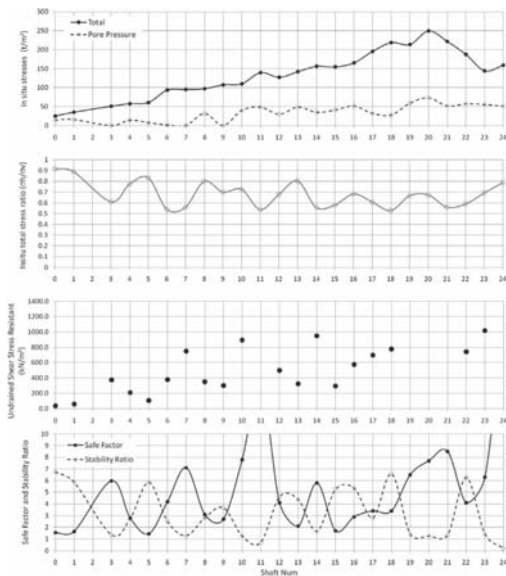 In situ stresses (t/m²)
300
250
200
150
100
50
0
Total
Pore Pressure
0 1 2 3 4 5 6 7 8 9 10 11 12 13 14 15 16 17 18 19 20 21 22 23 24
Insitu total stress ratio (σh/σv)
1
0.9
0.8
0.7
0.6
0.5
0.4
0.3
0.2
0.1
0
0 1 2 3 4 5 6 7 8 9 10 11 12 13 14 15 16 17 18 19 20 21 22 23 24
Undrained Shear Stress Resistant
(kN/m²)
1400.0
1200.0
1000.0
800.0
600.0
400.0
200.0
0.0
0 1 2 3 4 5 6 7 8 9 10 11 12 13 14 15 16 17 18 19 20 21 22 23 24
Safe Factor and Stability Ratio
10
9
8
7
6
5
4
3
2
1
0
Safe Factor
Stability Ratio
0 1 2 3 4 5 6 7 8 9 10 11 12 13 14 15 16 17 18 19 20 21 22 23 24
Shaft Num